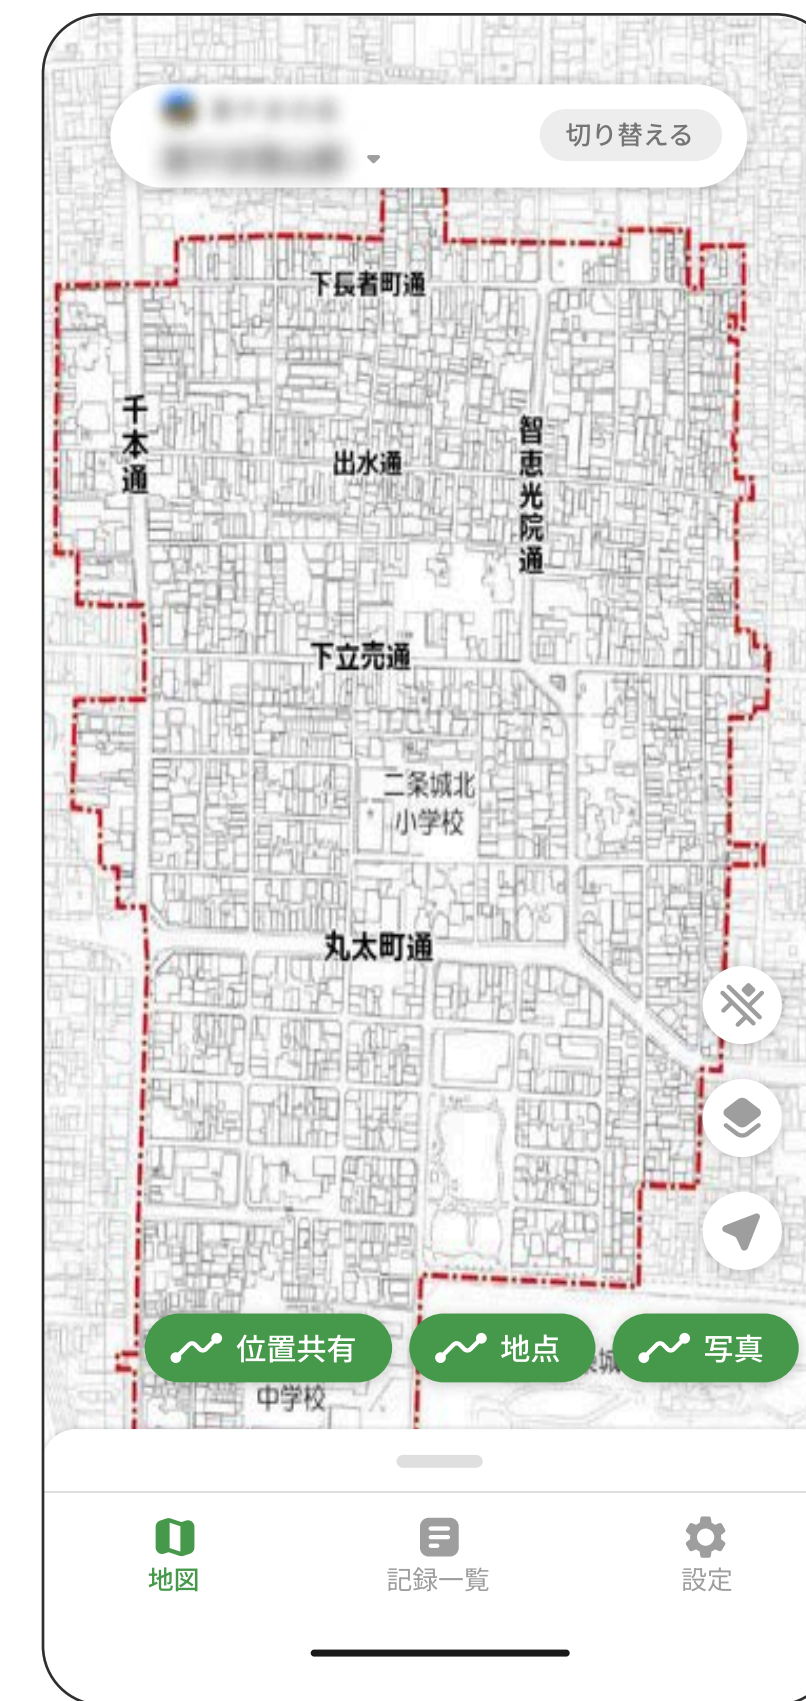 切り替える
下長者町通
千本通
智恵光院通
出水通
下立売通
二条城北
小学校
丸太町通
位置共有
地点
写真
条城
中学校
地図
記録一覧
設定